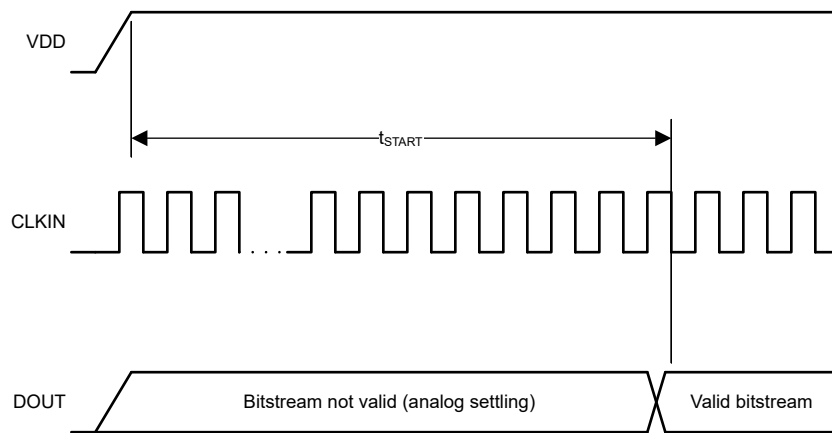 VDD
tSTART
CLKIN
. . . .
DOUT
Bitstream not valid (analog settling)
Valid bitstream